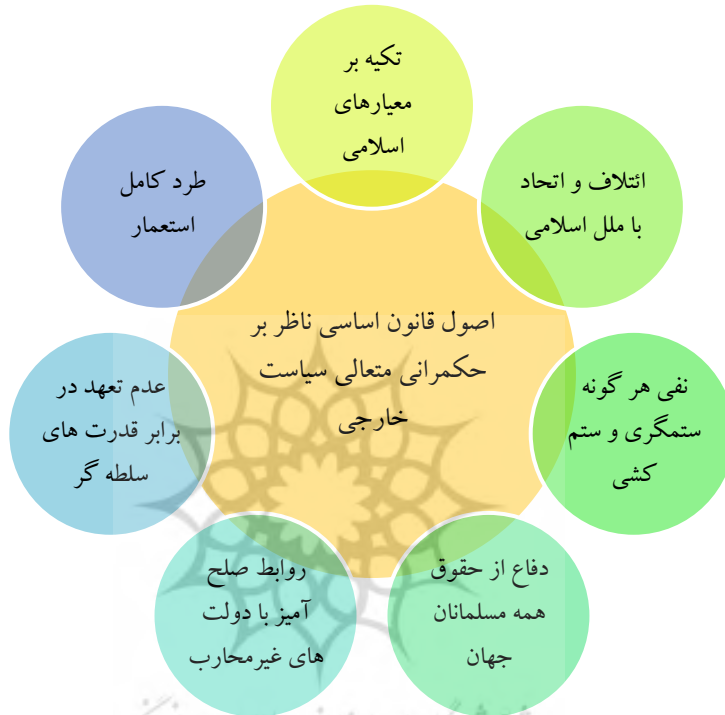 تکیه بر
معیارهای
اسلامی
ائتلاف و اتحاد
با ملل اسلامی
نفی هر گونه
ستمگری و ستم
کشی
دفاع از حقوق
همه مسلمانان
جهان
روابط صلح
آمیز با دولت
های غیرمحارب
عدم تعهد در
برابر قدرت های
سلطه گر
طرد کامل
استعمار
اصول قانون اساسی ناظر بر
حکمرانی متعالی سیاست
خارجی